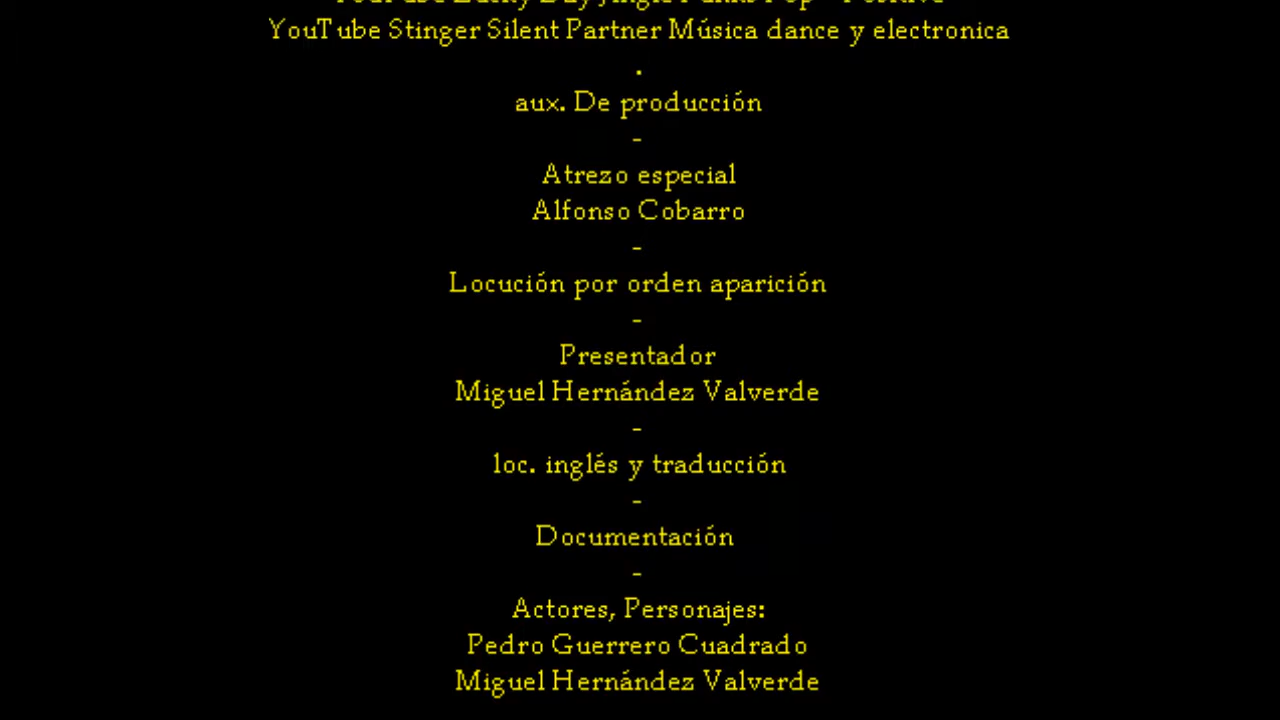 YouTube Stinger Silent Partner Música dance y electronica
.
aux. De producción
-
Atrezo especial
Alfonso Cobarro
-
Locución por orden aparición
-
Presentador
Miguel Hernández Valverde
-
loc. inglés y traducción
-
Documentación
-
Actores, Personajes:
Pedro Guerrero Cuadrado
Miguel Hernández Valverde